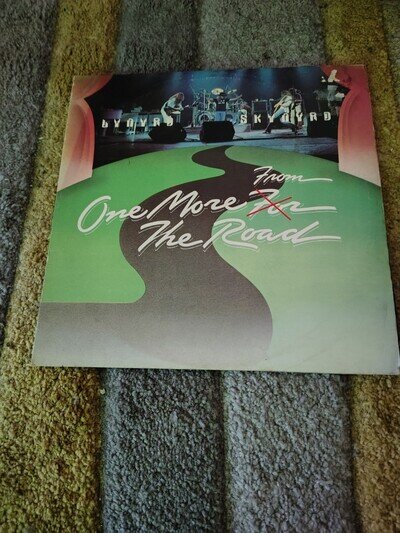 LYNYRD SKYNYRD
From
One More For
The Road